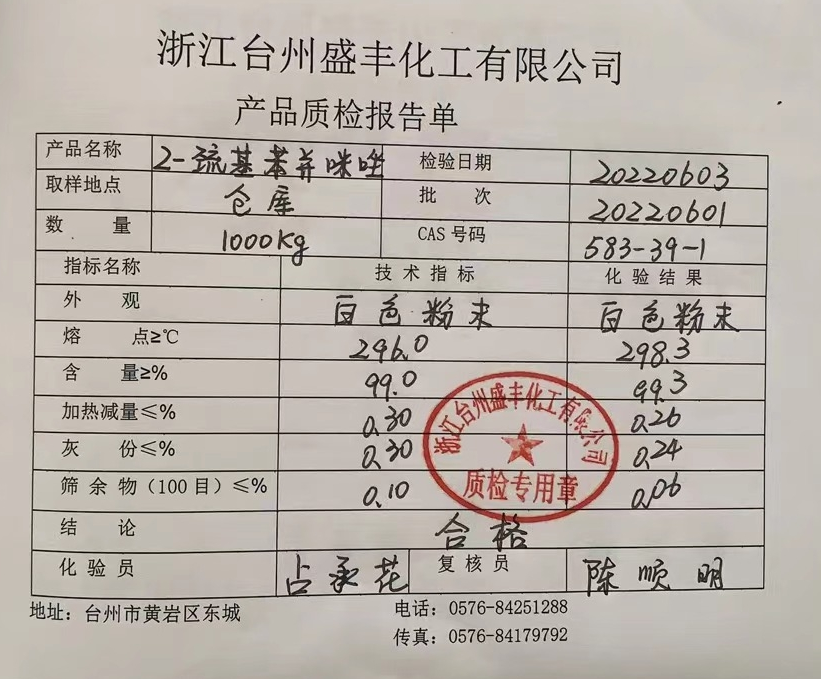 浙江台州盛丰化工有限公司
产品质检报告单
产品名称 2-巯基苯并咪唑 检验日期 20220603
取样地点 仓库 批次 20220601
数量 1000Kg CAS号码 583-39-1
指标名称 技术指标 化验结果
外观 白色粉末 白色粉末
熔点≥℃ 296.0 298.3
含量≥% 99.0 99.3
加热减量≤% 0.30 0.26
灰份≤% 0.30 0.24
筛余物(100目)≤% 0.10 0.06
浙江台州盛丰化工有限公司
质检专用章
结论 合格
化验员 占承花 复核员 陈顺明
地址: 台州市黄岩区东城 电话: 0576-84251288
传真: 0576-84179792